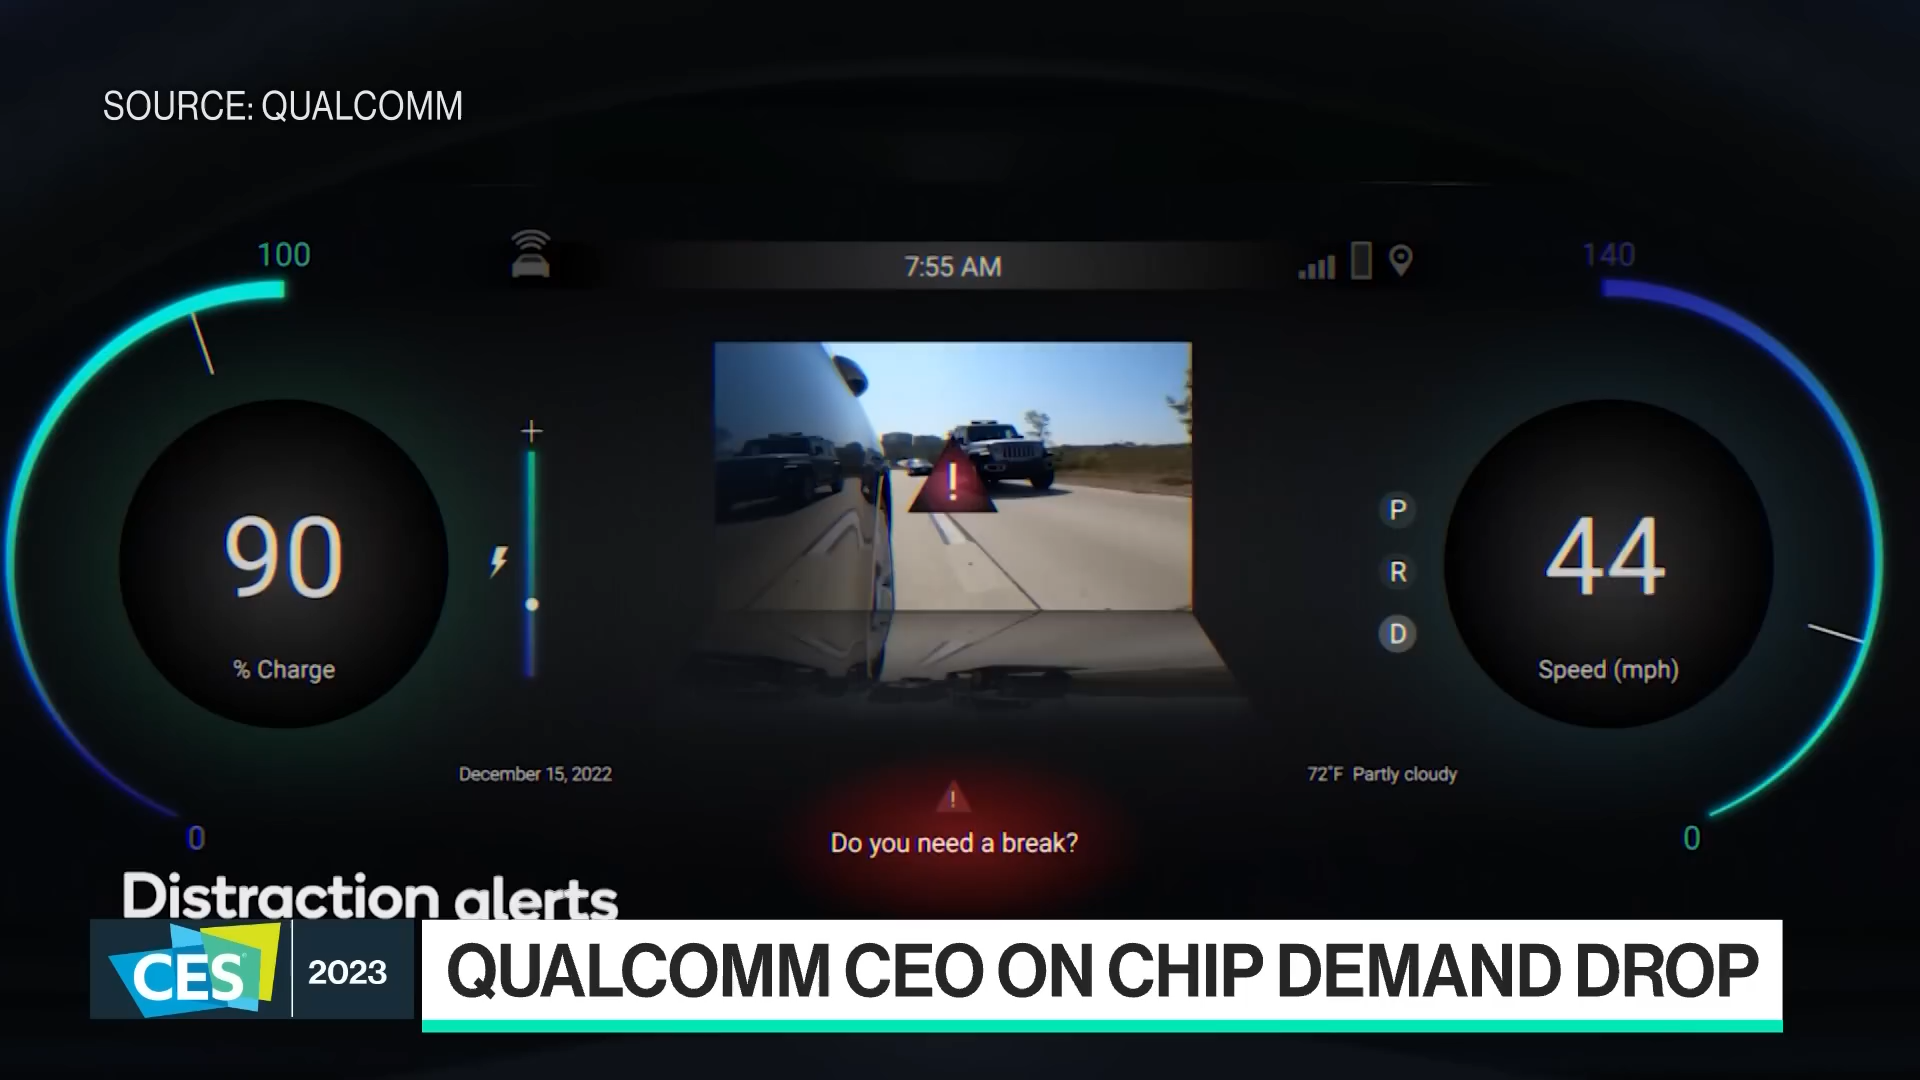 SOURCE: QUALCOMM
100
7:55 AM
140
!
P
R
D
90
% Charge
44
Speed (mph)
December 15, 2022
72°F Partly cloudy
!
Do you need a break?
0
0
Distraction alerts
CES
2023
QUALCOMM CEO ON CHIP DEMAND DROP